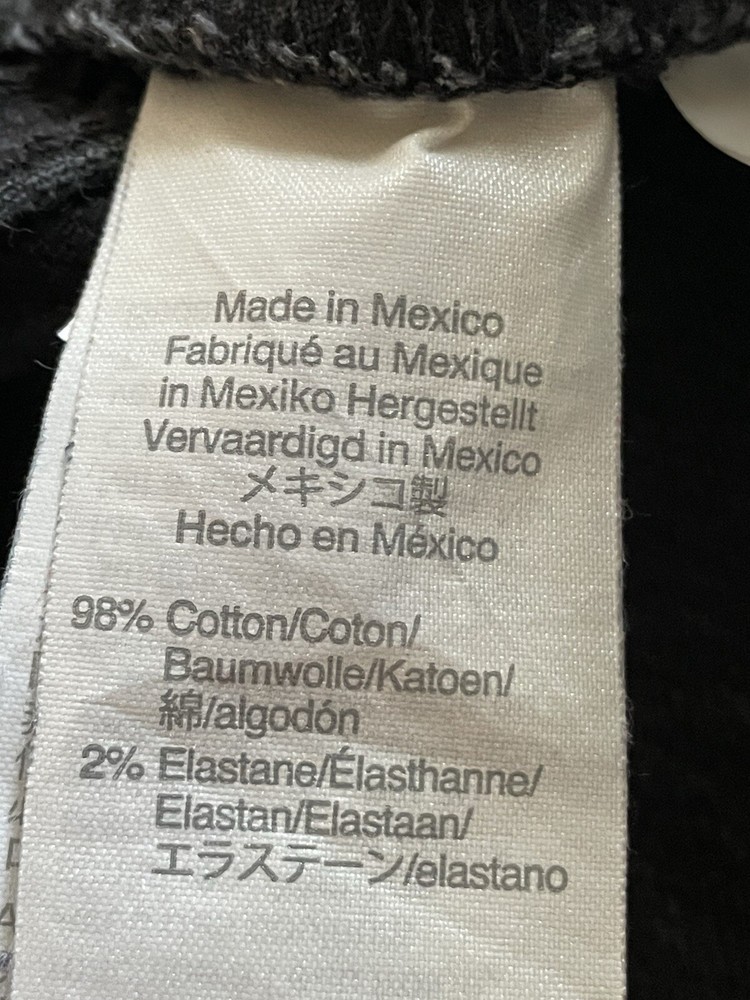 Made in Mexico
Fabriqué au Mexique
in Mexiko Hergestellt
Vervaardigd in Mexico
メキシコ製
Hecho en México
98% Cotton/Coton/
Baumwolle/Katoen/
綿/algodón
2% Elastane/Élasthanne/
Elastan/Elastaan/
エラステーン/elastano